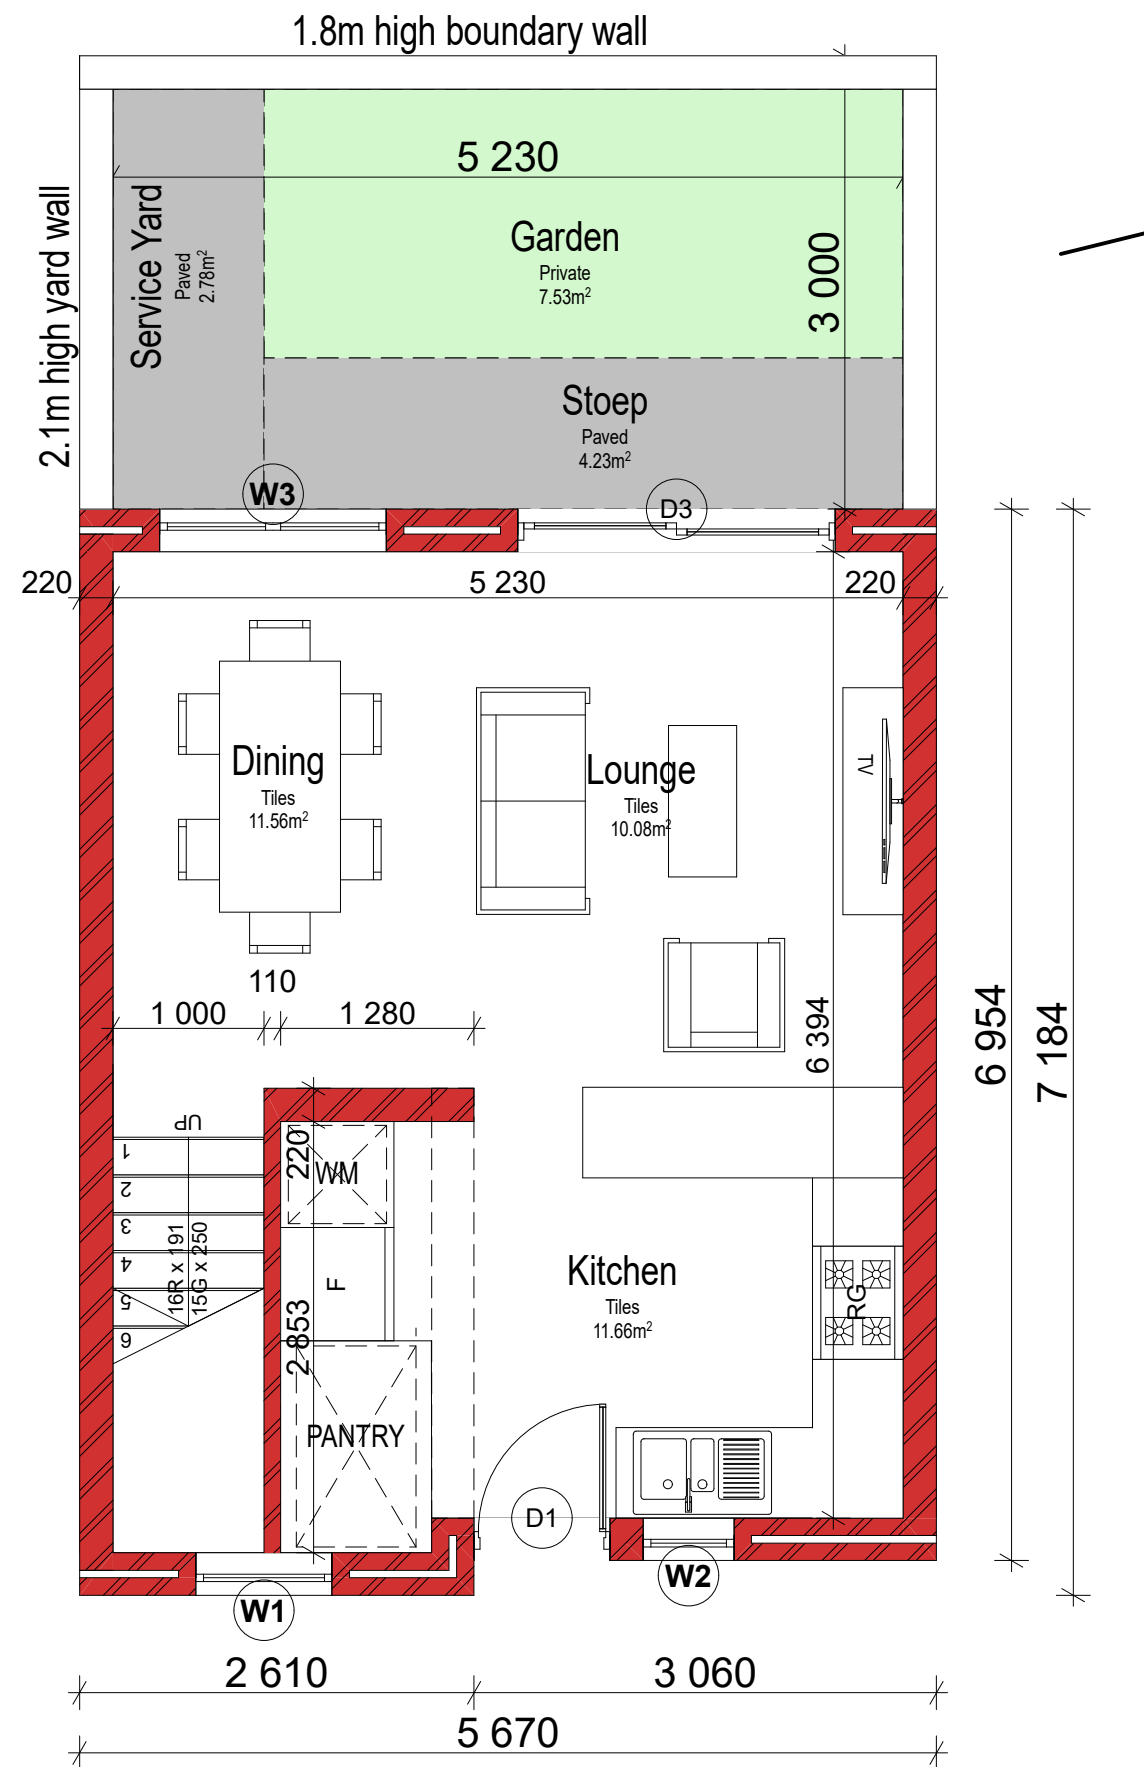 1.8m high boundary wall
5 230
2.1m high yard wall
Service Yard
Paved
2.78m²
Garden
Private
7.53m²
3 000
Stoep
Paved
4.23m²
W3
D3
220
5 230
220
Dining
Tiles
11.56m²
Lounge
Tiles
10.08m²
TV
110
1 000
1 280
6 394
6 954
7 184
UP
1
2
3
4
5
6
16R x 191
15G x 250
220
WM
F
2 853
PANTRY
Kitchen
Tiles
11.66m²
RG
D1
W1
W2
2 610
3 060
5 670